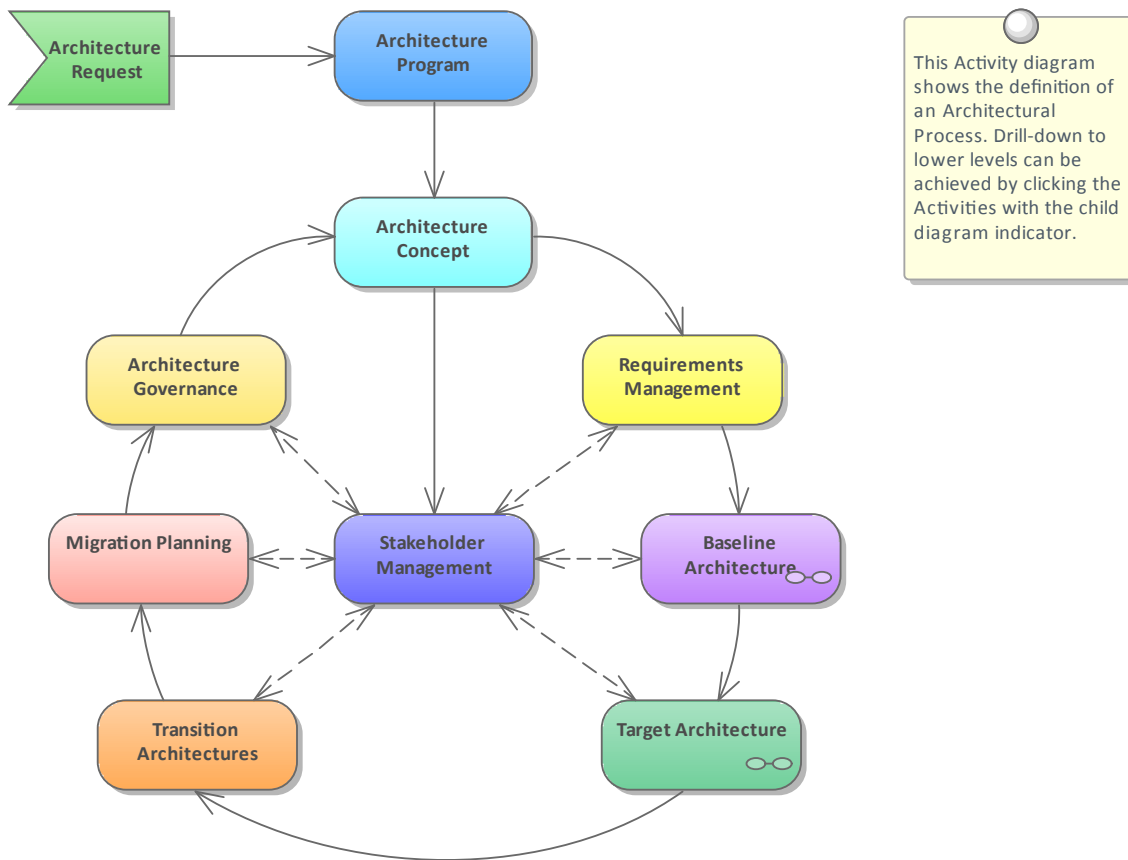 Architecture
Request
Architecture
Program
This Activity diagram
shows the definition of
an Architectural
Process. Drill-down to
lower levels can be
achieved by clicking the
Activities with the child
diagram indicator.
Architecture
Concept
Architecture
Governance
Requirements
Management
Migration Planning
Stakeholder
Management
Baseline
Architecture
Transition
Architectures
Target Architecture